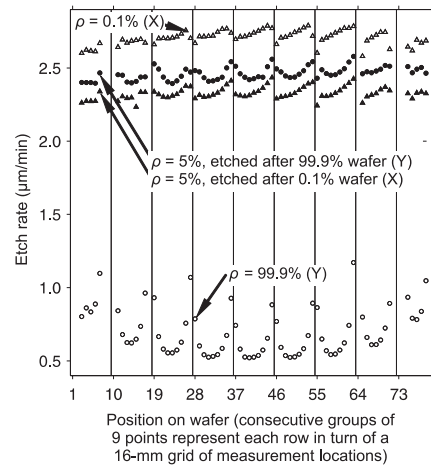 ρ = 0.1% (X)
2.5
2.0
ρ = 5%, etched after 99.9% wafer (Y)
ρ = 5%, etched after 0.1% wafer (X)
1.5
Etch rate (μm/min)
ρ = 99.9% (Y)
1.0
0.5
1 10 19 28 37 46 55 64 73
Position on wafer (consecutive groups of
9 points represent each row in turn of a
16-mm grid of measurement locations)